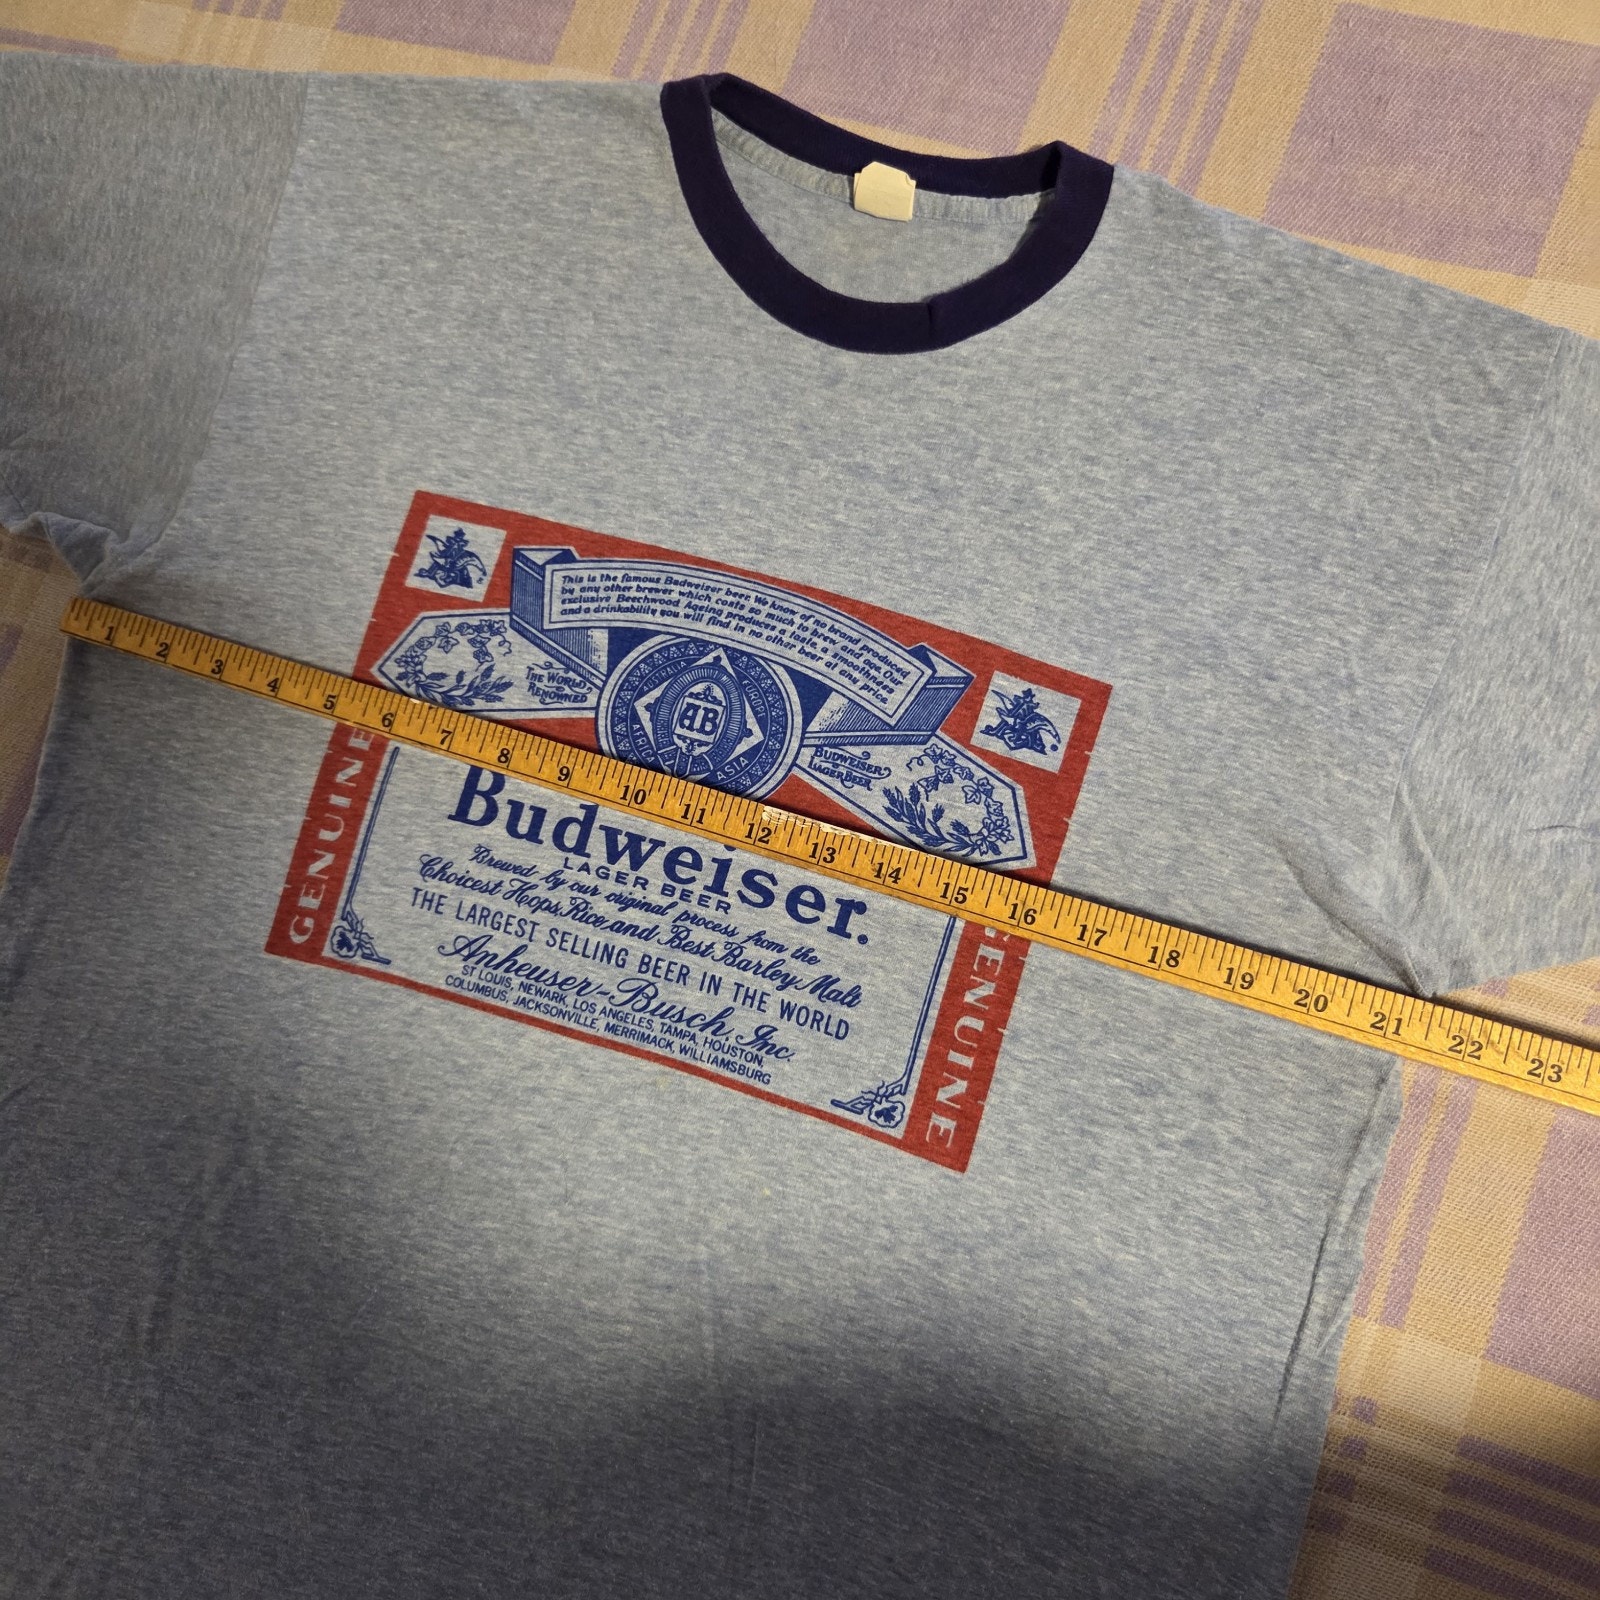 This is the famous Budweiser beer. We know of no brand produced
by any other brewer which costs so much to brew and age. Our
exclusive Beechwood Ageing produces a taste, a smoothness
and a drinkability you will find in no other beer at any price.
THE WORLD
RENOWNED
AUSTRALIA
EUROPE
AB
AFRICA
ASIA
BUDWEISER
LAGER BEER
GENUINE
Budweiser.
LAGER BEER
Brewed by our original process from the
Choicest Hops, Rice and Best Barley Malt
THE LARGEST SELLING BEER IN THE WORLD
Anheuser-Busch, Inc.
ST LOUIS, NEWARK, LOS ANGELES, TAMPA, HOUSTON,
COLUMBUS, JACKSONVILLE, MERRIMACK, WILLIAMSBURG
GENUINE
1 2 3 4 5 6 7 8 9 10 11 12 13 14 15 16 17 18 19 20 21 22 23